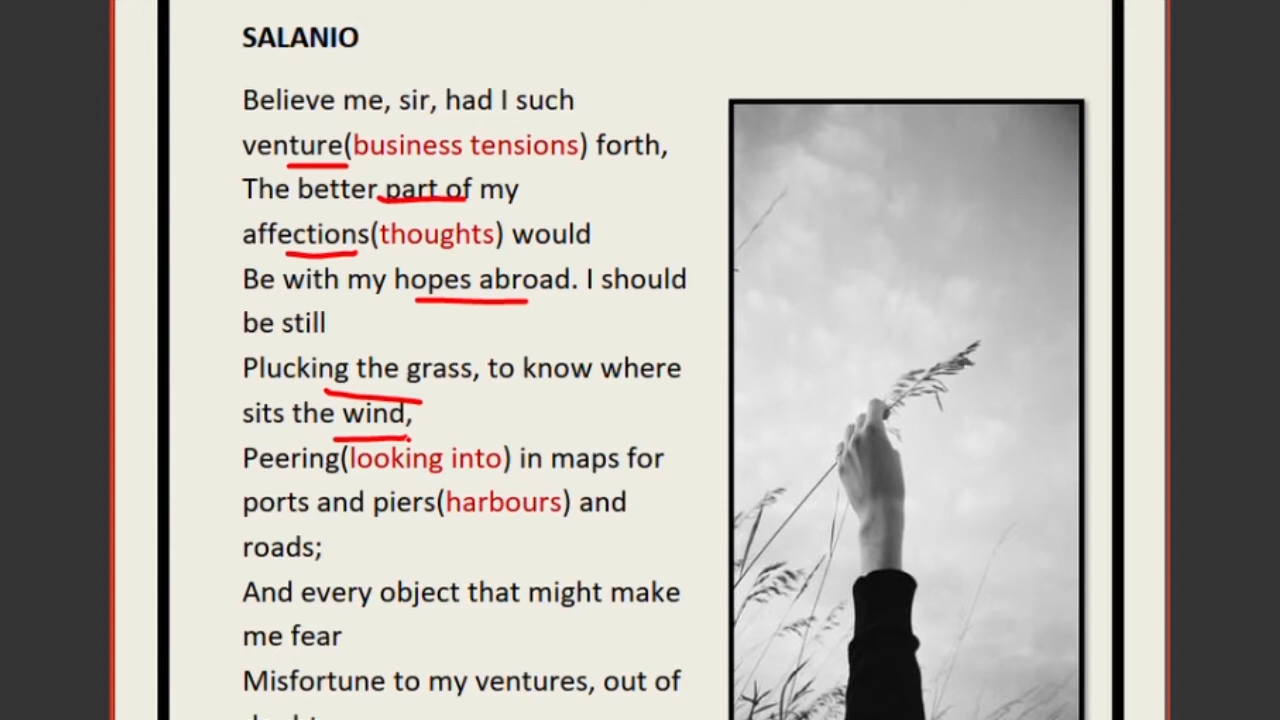 SALANIO
Believe me, sir, had I such
venture(business tensions) forth,
The better part of my
affections(thoughts) would
Be with my hopes abroad. I should
be still
Plucking the grass, to know where
sits the wind,
Peering(looking into) in maps for
ports and piers(harbours) and
roads;
And every object that might make
me fear
Misfortune to my ventures, out of